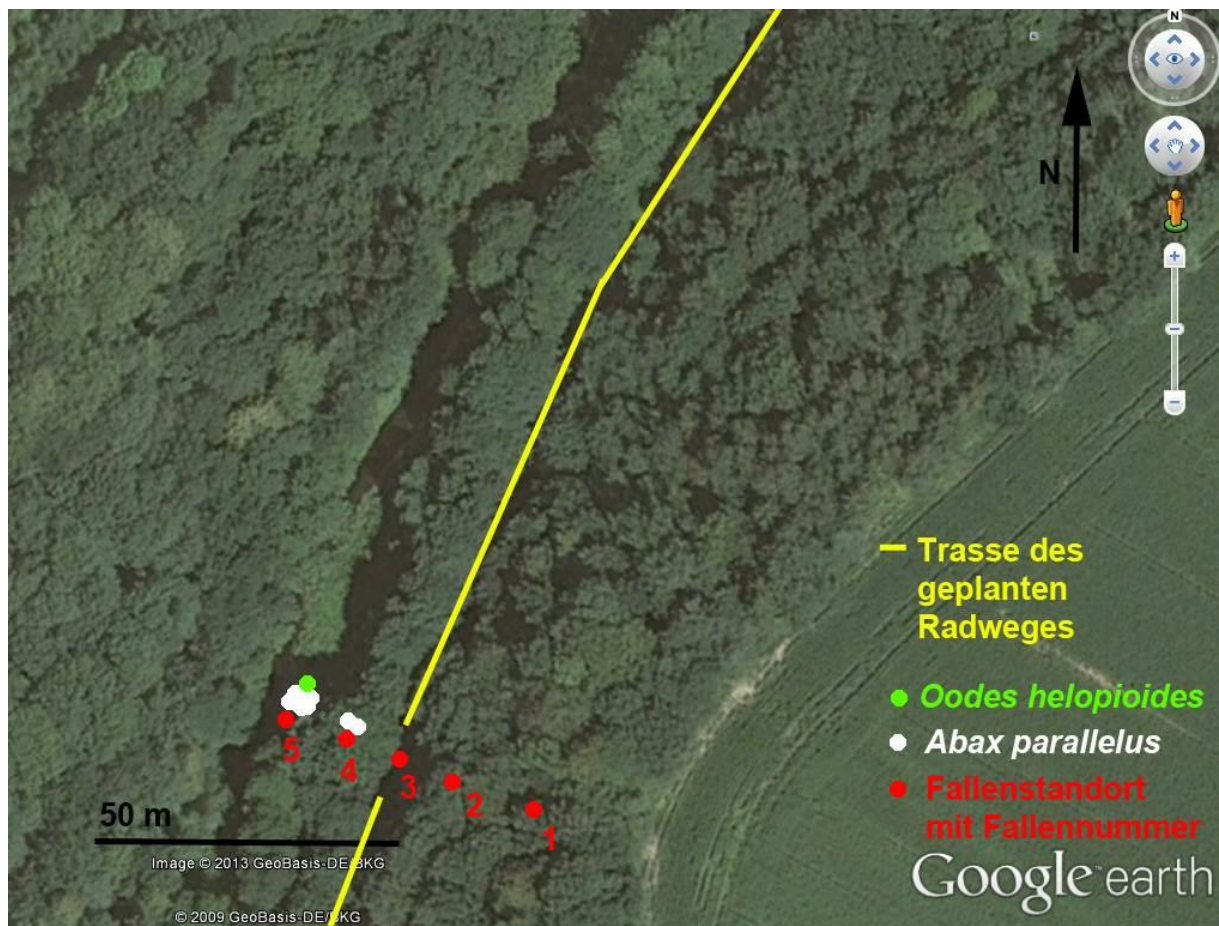 N
N
Trasse des
geplanten
Radweges
Oodes helopioides
Abax parallelus
Fallenstandort
mit Fallennummer
5
4
3
2
1
50 m
Image © 2013 GeoBasis-DE/BKG
© 2009 GeoBasis-DE/BKG
Google earth